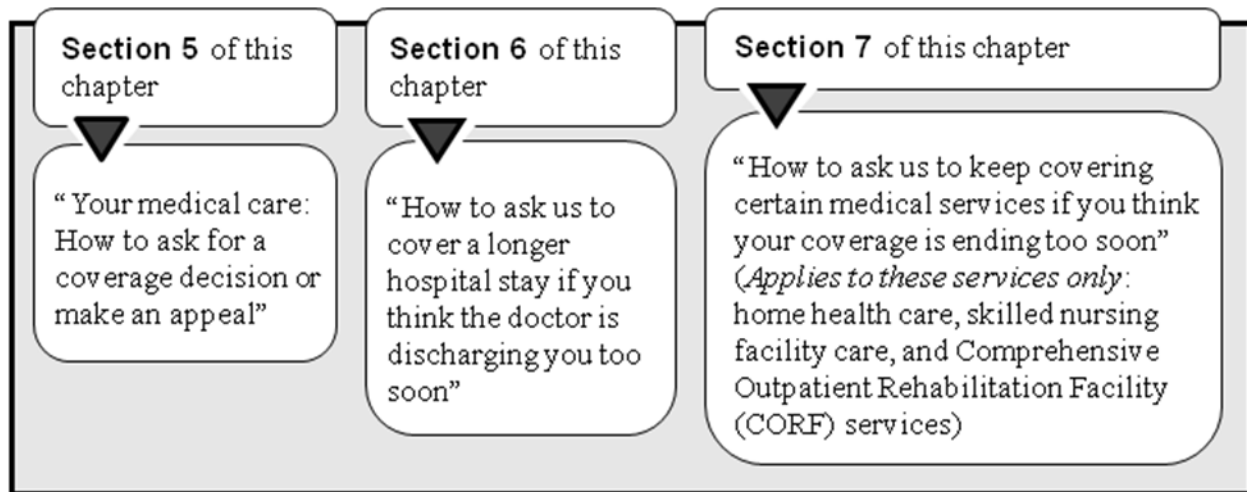 Section 5 of this
chapter
“ Your medical care:
How to ask for a
coverage decision or
make an appeal”
Section 6 of this
chapter
“How to ask us to
cover a longer
hospital stay if you
think the doctor is
discharging you too
soon”
Section 7 of this chapter
“How to ask us to keep covering
certain medical services if you think
your coverage is ending too soon”
(Applies to these services only:
home health care, skilled nursing
facility care, and Comprehensive
Outpatient Rehabilitation Facility
(CORF) services)